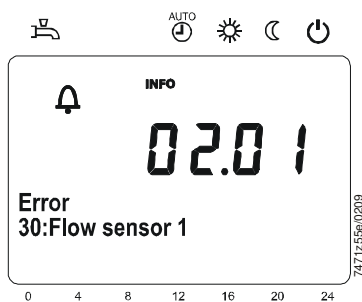 AUTO
INFO
02.01
Error
30:Flow sensor 1
0 4 8 12 16 20 24
7471z55e/0209